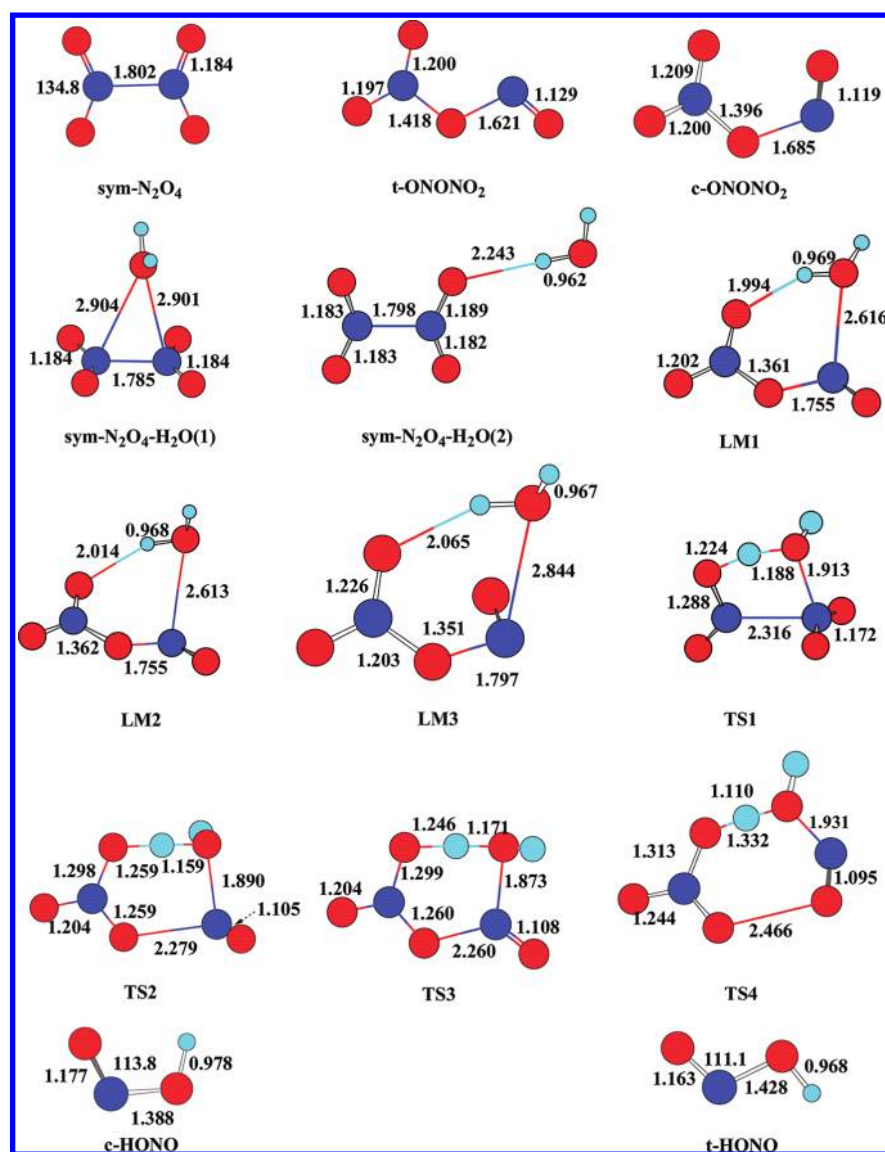 134.8 1.802 1.184
sym-N₂O₄
1.197 1.200 1.129
1.418 1.621
t-ONONO₂
1.209 1.119
1.200 1.396 1.685
c-ONONO₂
2.904 2.901
1.184 1.785 1.184
sym-N₂O₄-H₂O(1)
2.243 0.962
1.183 1.798 1.189
1.183 1.182
sym-N₂O₄-H₂O(2)
0.969
1.994 2.616
1.202 1.361 1.755
LM1
0.968
2.014 2.613
1.362 1.755
LM2
0.967
2.065 2.844
1.226 1.351
1.203 1.797
LM3
1.224 1.188 1.913
1.288 2.316 1.172
TS1
1.298 1.259 1.159 1.890
1.204 1.259 2.279 1.105
TS2
1.246 1.171
1.299 1.873
1.204 1.260 2.260 1.108
TS3
1.110
1.332 1.931
1.313 1.095
1.244 2.466
TS4
113.8 0.978
1.177 1.388
c-HONO
111.1 0.968
1.163 1.428
t-HONO